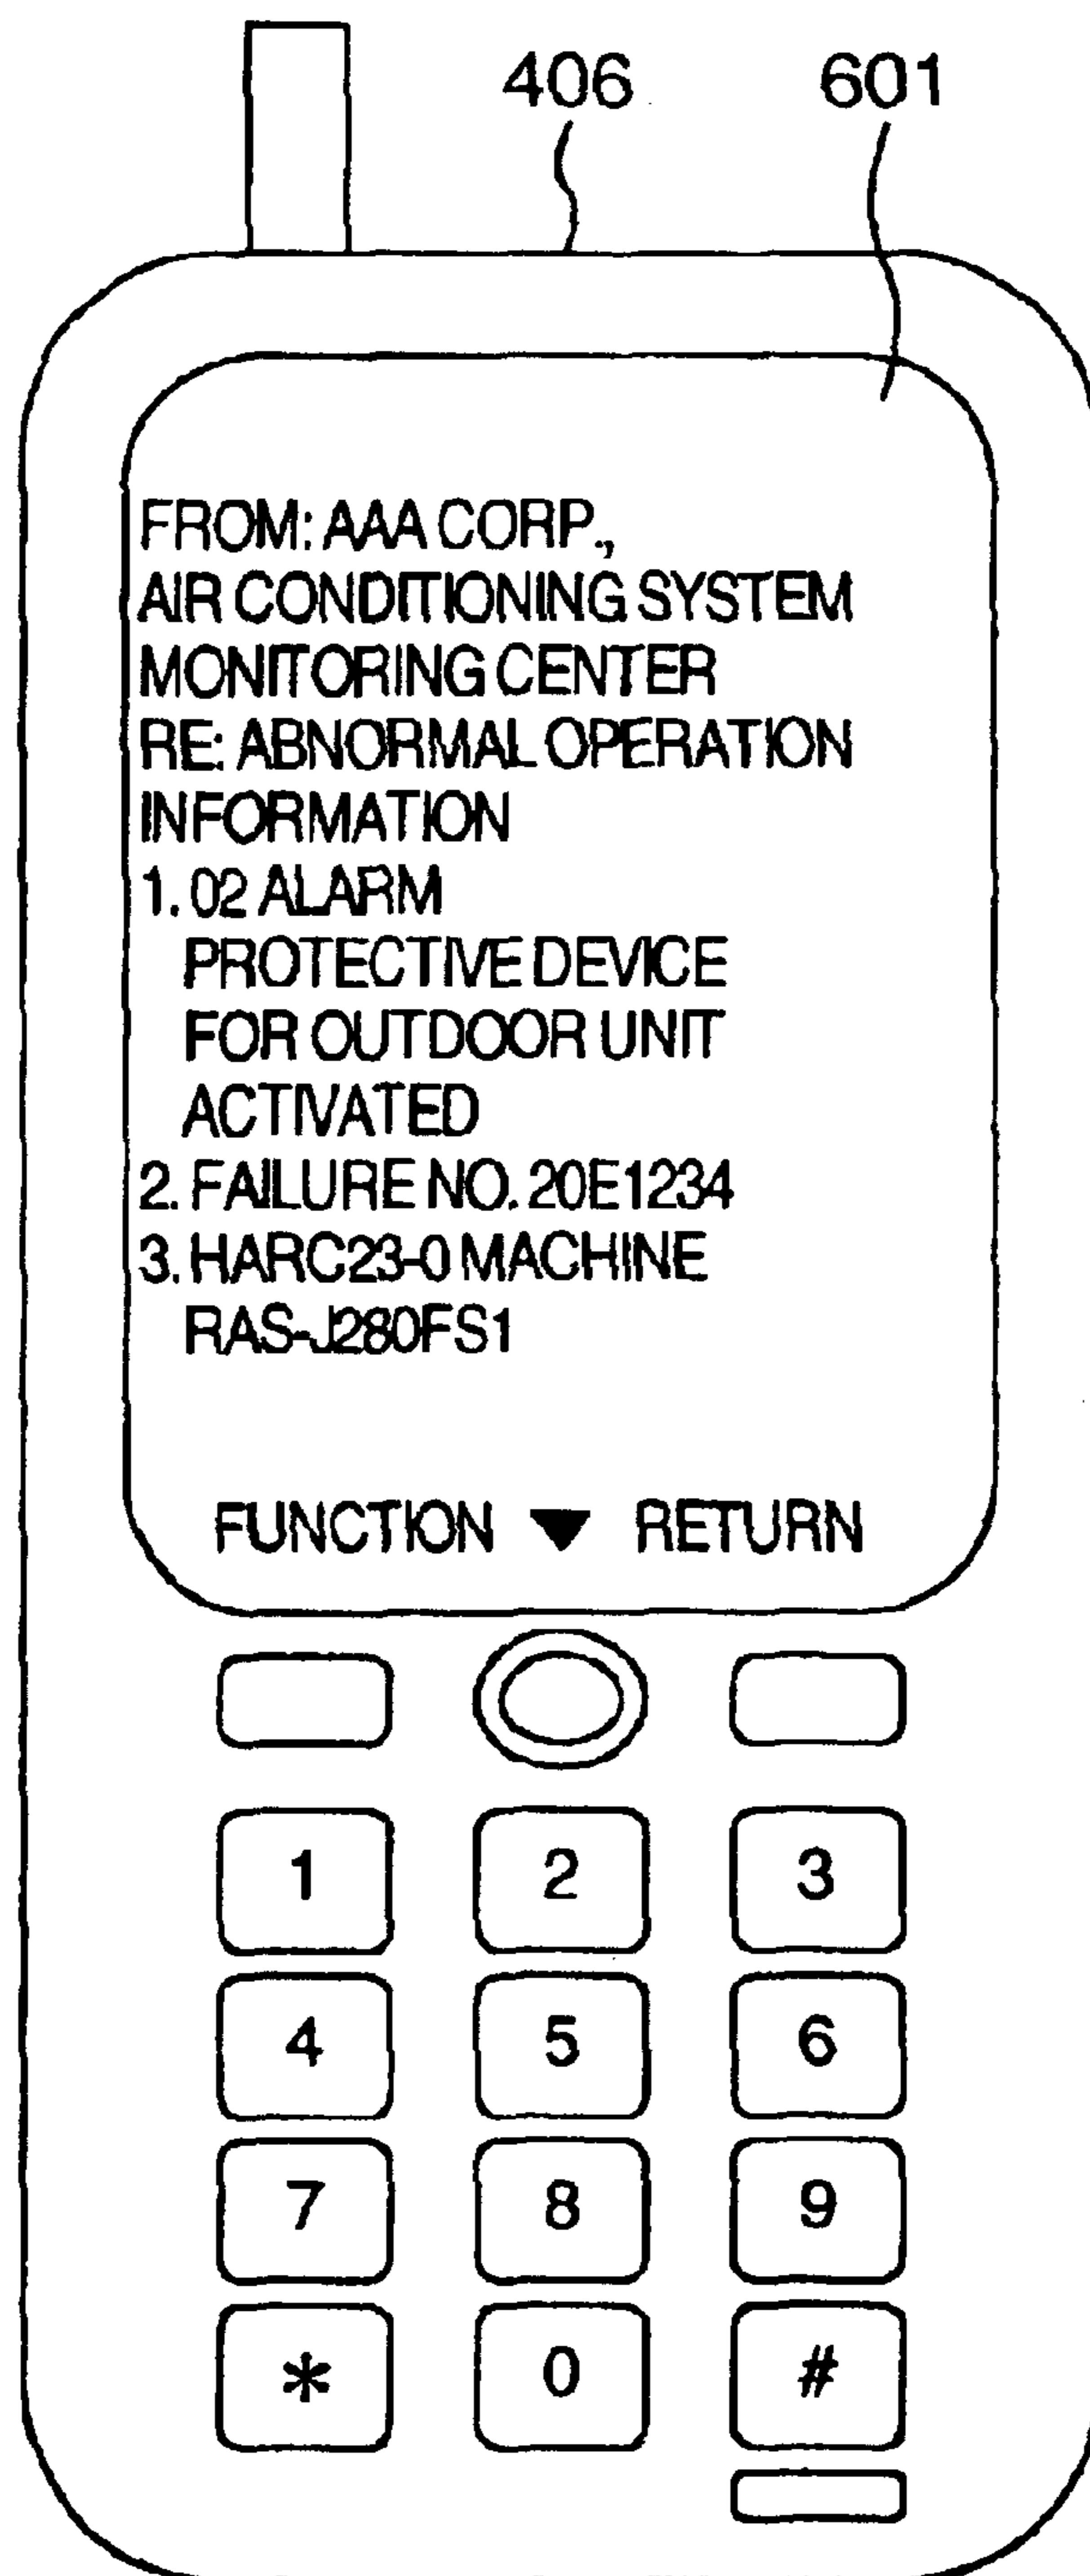 406 601
FROM: AAA CORP.,
AIR CONDITIONING SYSTEM
MONITORING CENTER
RE: ABNORMAL OPERATION
INFORMATION
1. 02 ALARM
PROTECTIVE DEVICE
FOR OUTDOOR UNIT
ACTIVATED
2. FAILURE NO. 20E1234
3. HARC23-0 MACHINE
RAS-J280FS1
FUNCTION ▼ RETURN
1 2 3
4 5 6
7 8 9
* 0 #